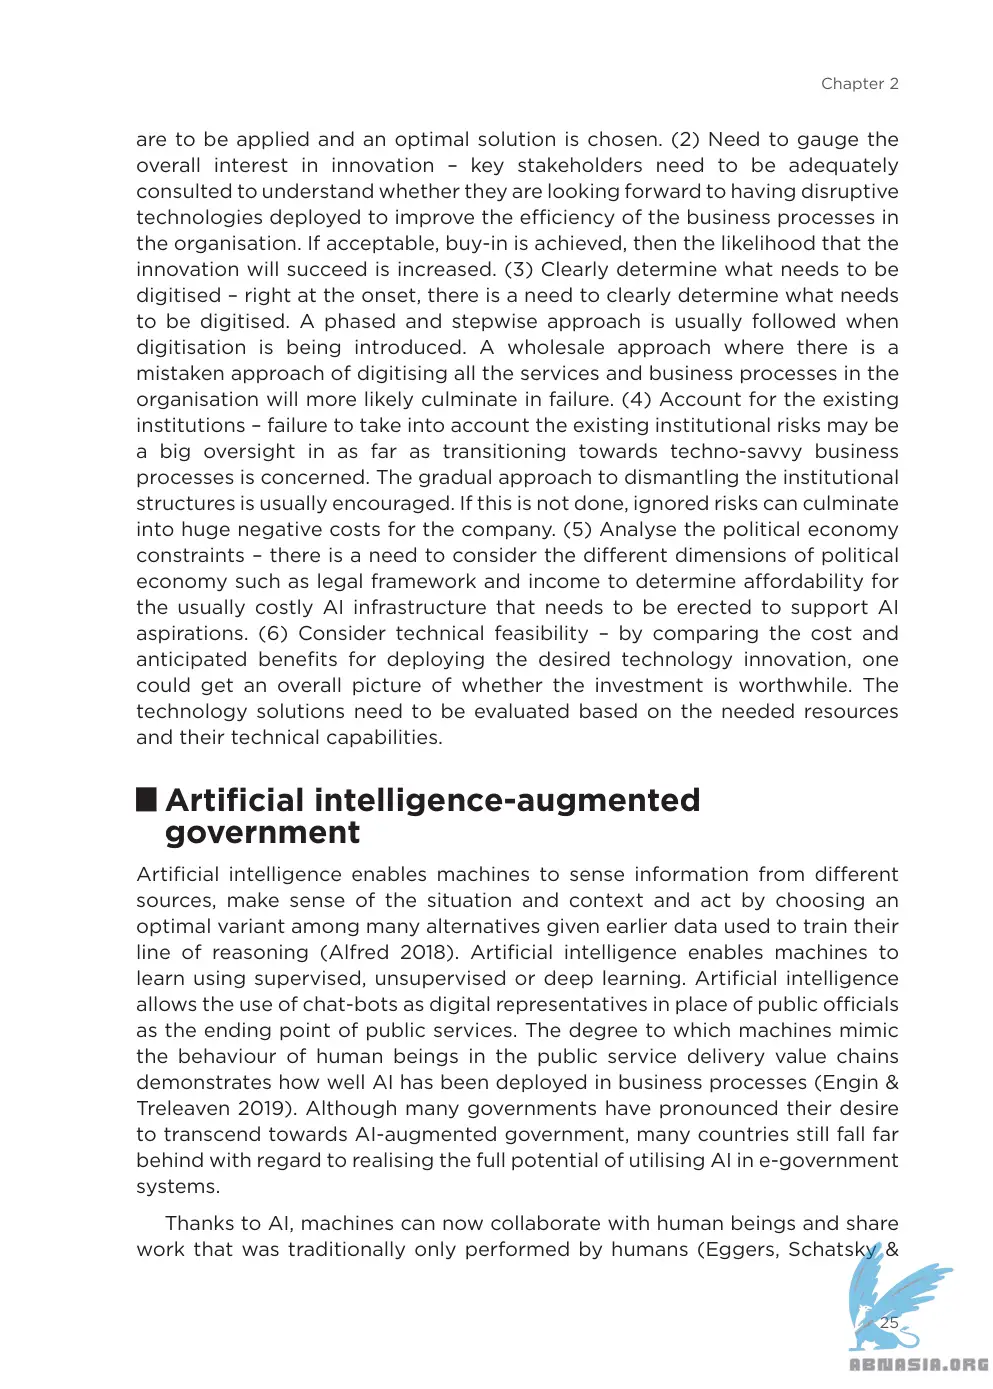 Chapter 2
are to be applied and an optimal solution is chosen. (2) Need to gauge the
overall interest in innovation – key stakeholders need to be adequately
consulted to understand whether they are looking forward to having disruptive
technologies deployed to improve the efficiency of the business processes in
the organisation. If acceptable, buy-in is achieved, then the likelihood that the
innovation will succeed is increased. (3) Clearly determine what needs to be
digitised – right at the onset, there is a need to clearly determine what needs
to be digitised. A phased and stepwise approach is usually followed when
digitisation is being introduced. A wholesale approach where there is a
mistaken approach of digitising all the services and business processes in the
organisation will more likely culminate in failure. (4) Account for the existing
institutions – failure to take into account the existing institutional risks may be
a big oversight in as far as transitioning towards techno-savvy business
processes is concerned. The gradual approach to dismantling the institutional
structures is usually encouraged. If this is not done, ignored risks can culminate
into huge negative costs for the company. (5) Analyse the political economy
constraints – there is a need to consider the different dimensions of political
economy such as legal framework and income to determine affordability for
the usually costly AI infrastructure that needs to be erected to support AI
aspirations. (6) Consider technical feasibility – by comparing the cost and
anticipated benefits for deploying the desired technology innovation, one
could get an overall picture of whether the investment is worthwhile. The
technology solutions need to be evaluated based on the needed resources
and their technical capabilities.
Artificial intelligence-augmented
government
Artificial intelligence enables machines to sense information from different
sources, make sense of the situation and context and act by choosing an
optimal variant among many alternatives given earlier data used to train their
line of reasoning (Alfred 2018). Artificial intelligence enables machines to
learn using supervised, unsupervised or deep learning. Artificial intelligence
allows the use of chat-bots as digital representatives in place of public officials
as the ending point of public services. The degree to which machines mimic
the behaviour of human beings in the public service delivery value chains
demonstrates how well AI has been deployed in business processes (Engin &
Treleaven 2019). Although many governments have pronounced their desire
to transcend towards AI-augmented government, many countries still fall far
behind with regard to realising the full potential of utilising AI in e-government
systems.
Thanks to AI, machines can now collaborate with human beings and share
work that was traditionally only performed by humans (Eggers, Schatsky &
25
ABNASIA.ORG